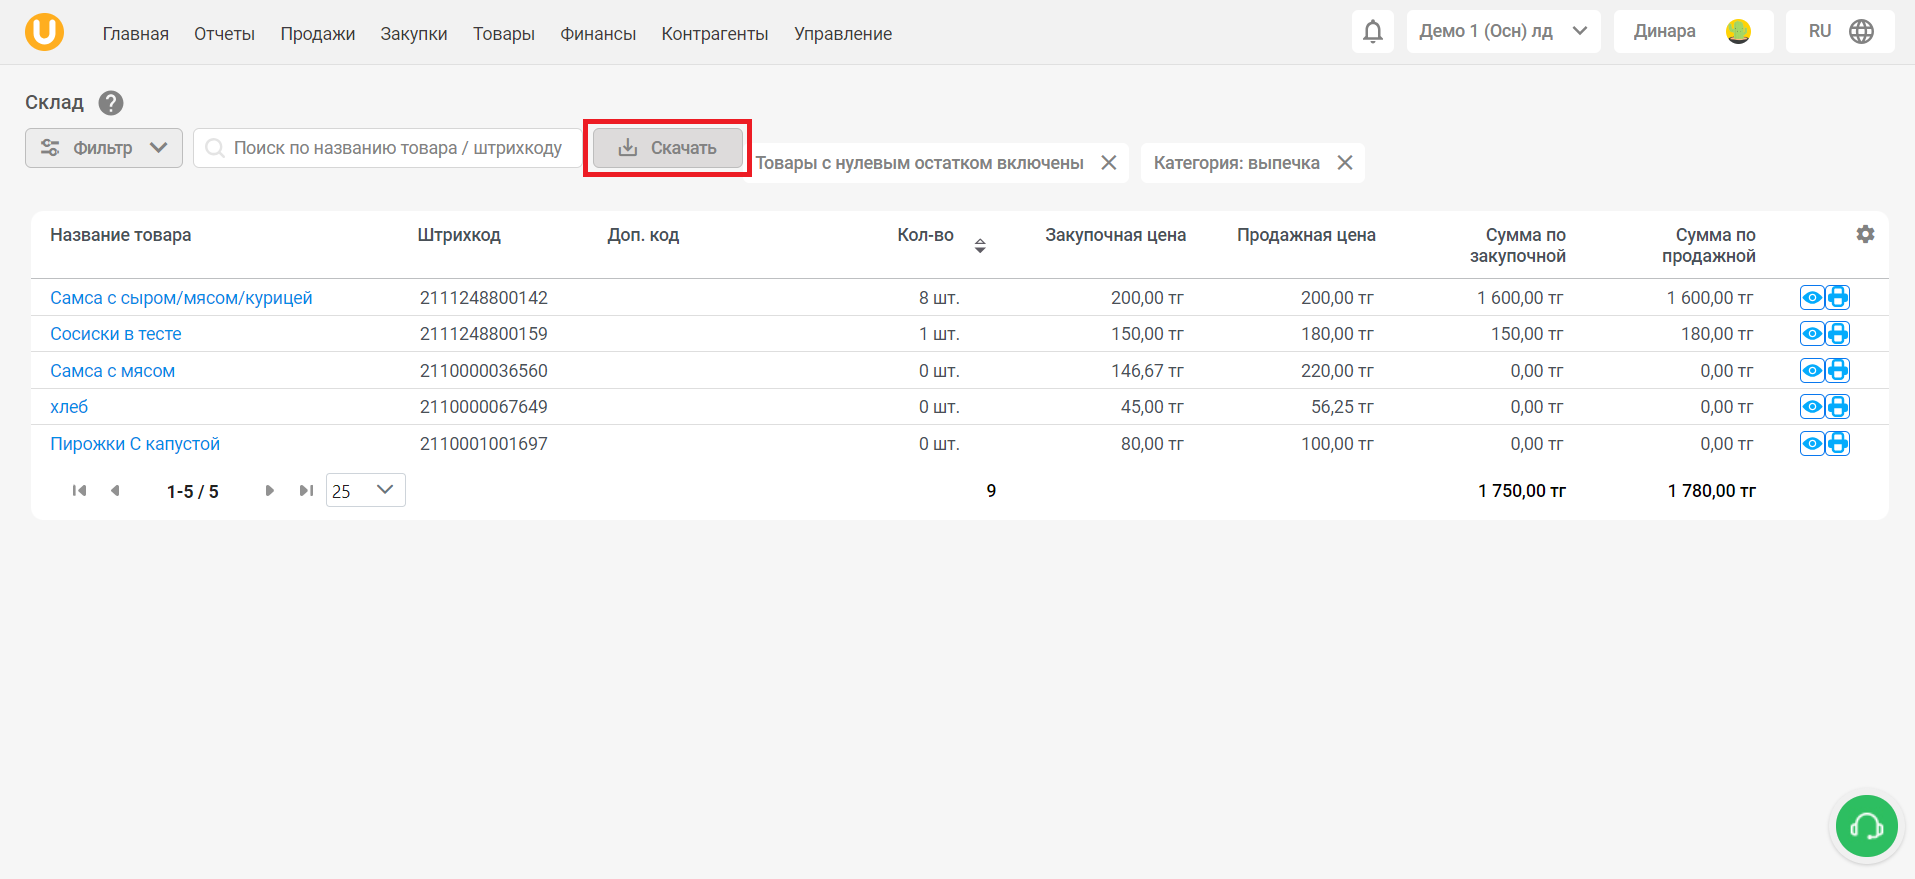 Главная Отчеты Продажи Закупки Товары Финансы Контрагенты Управление Демо 1 (Осн) лд Динара RU
Склад ?
Фильтр Поиск по названию товара / штрихкоду Скачать Товары с нулевым остатком включены Категория: выпечка
Название товара Штрихкод Доп. код Кол-во Закупочная цена Продажная цена Сумма по закупочной Сумма по продажной
Самса с сыром/мясом/курицей 2111248800142 8 шт. 200,00 тг 200,00 тг 1 600,00 тг 1 600,00 тг
Сосиски в тесте 2111248800159 1 шт. 150,00 тг 180,00 тг 150,00 тг 180,00 тг
Самса с мясом 2110000036560 0 шт. 146,67 тг 220,00 тг 0,00 тг 0,00 тг
хлеб 2110000067649 0 шт. 45,00 тг 56,25 тг 0,00 тг 0,00 тг
Пирожки С капустой 2110001001697 0 шт. 80,00 тг 100,00 тг 0,00 тг 0,00 тг
1-5 / 5 25 9 1 750,00 тг 1 780,00 тг